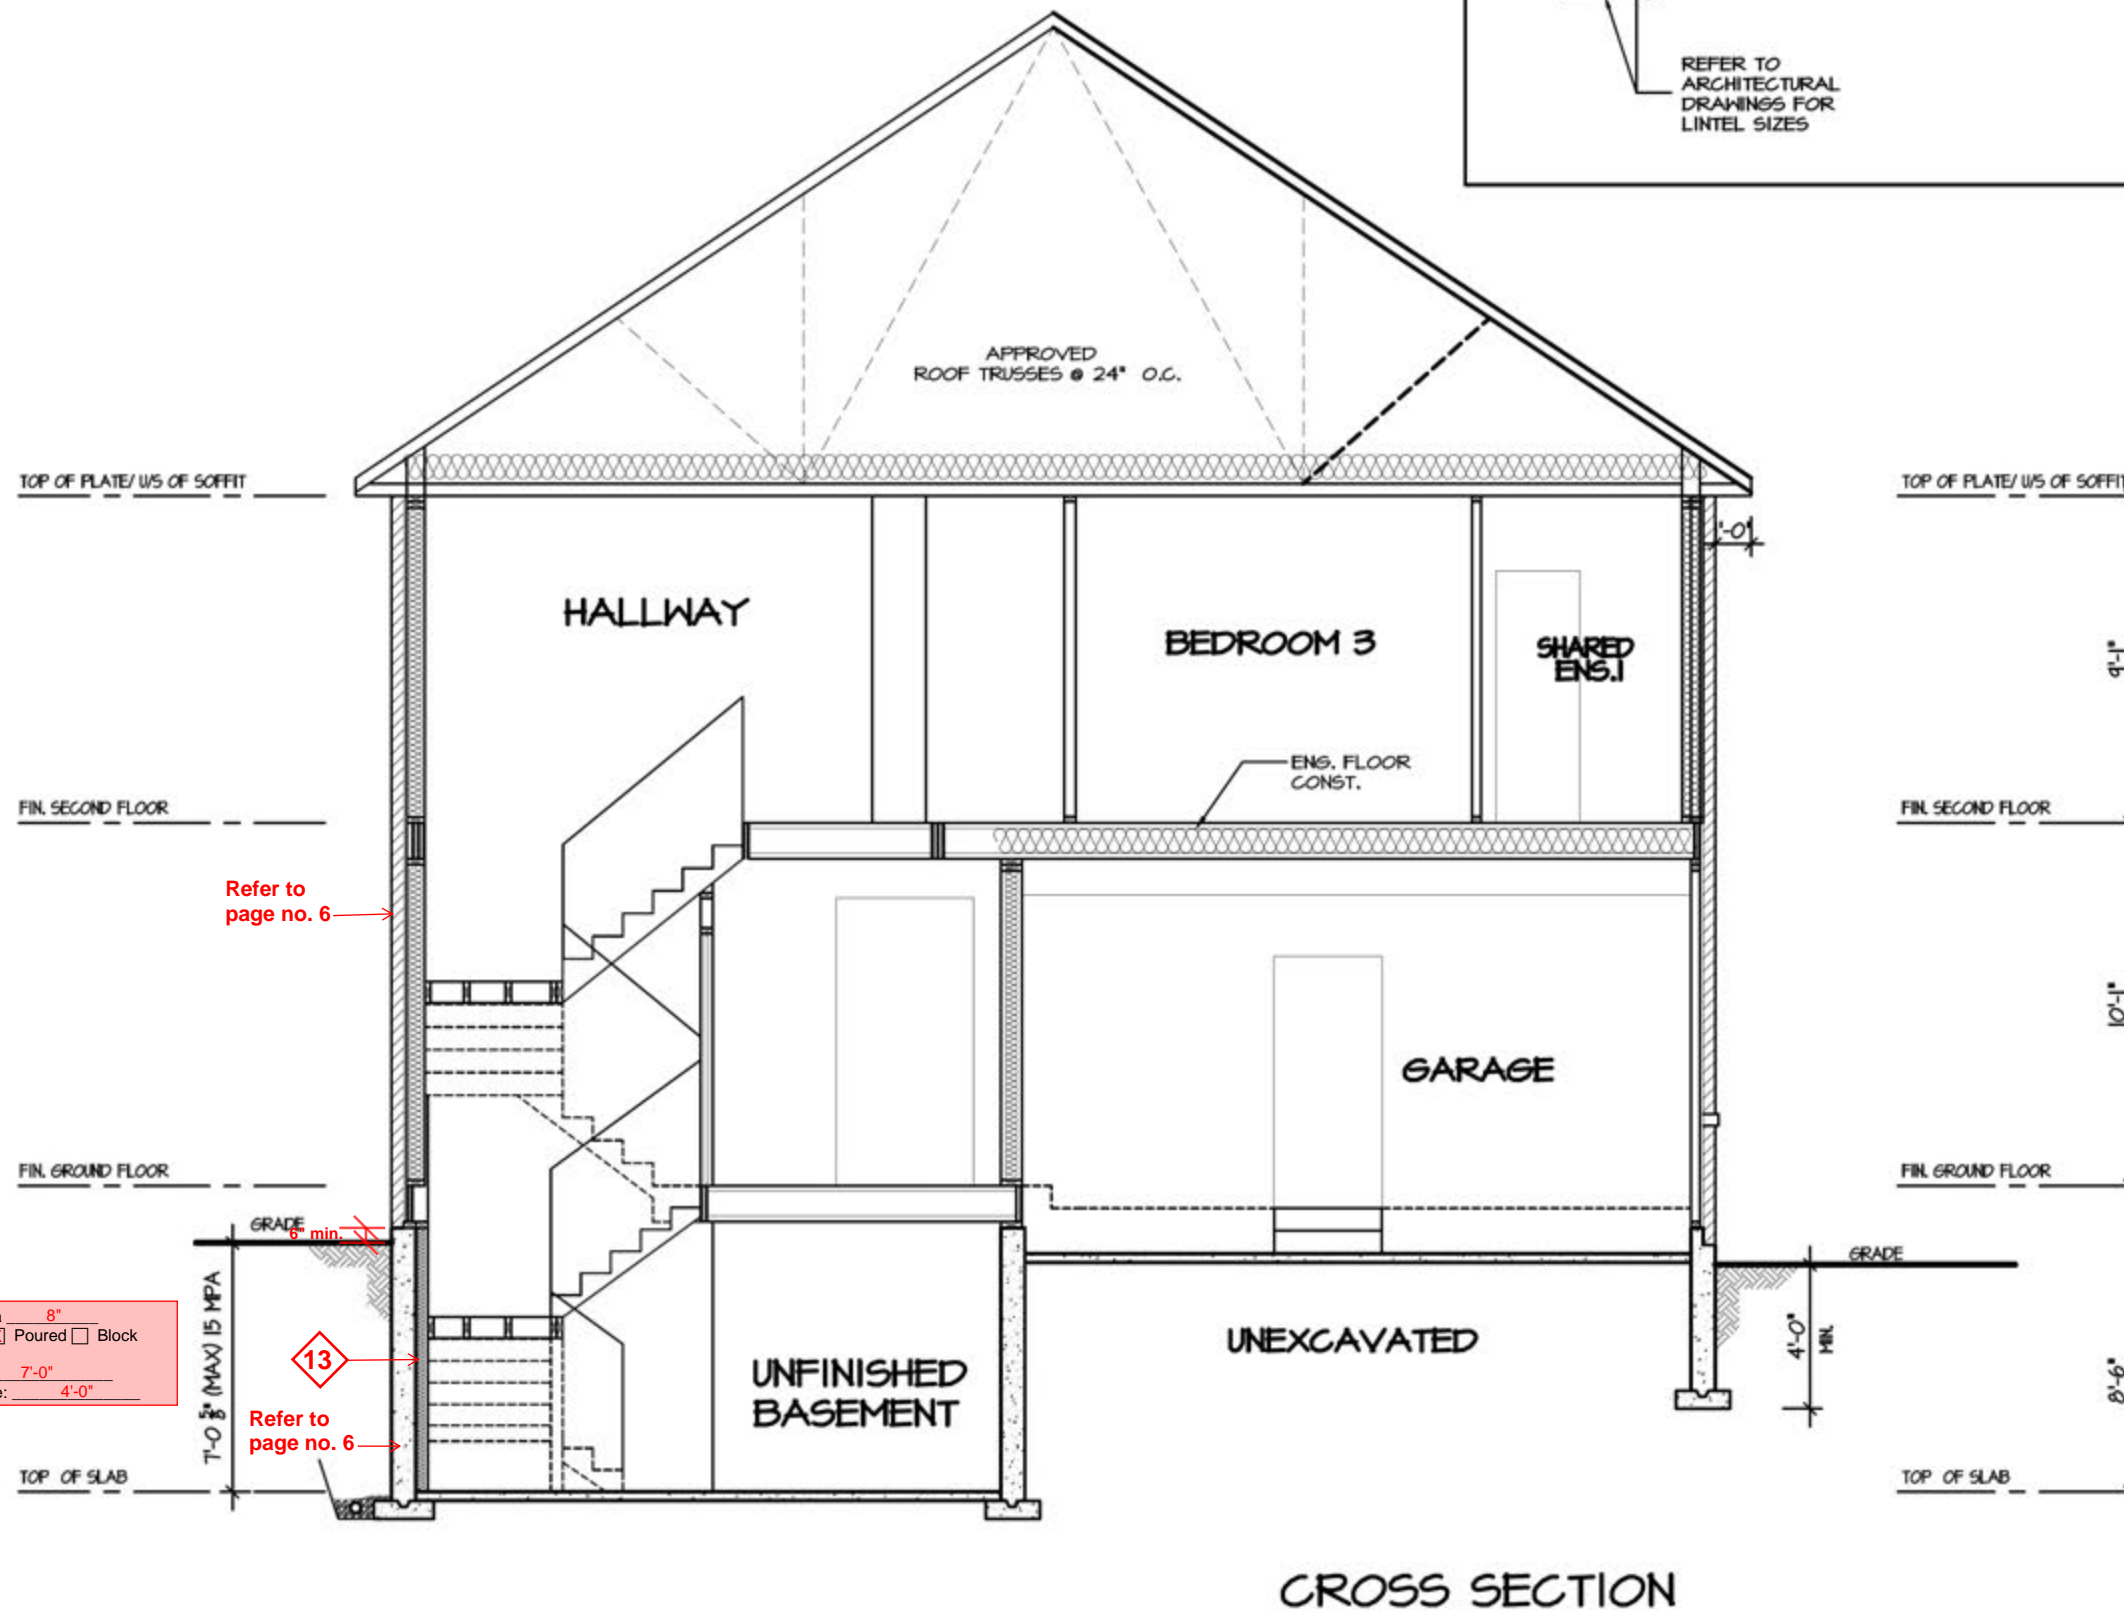 REFER TO
ARCHITECTURAL
DRAWINGS FOR
LINTEL SIZES
APPROVED
ROOF TRUSSES @ 24" O.C.
TOP OF PLATE/ U/S OF SOFFIT
TOP OF PLATE/ U/S OF SOFFIT
'-0"
HALLWAY
BEDROOM 3
SHARED
ENS.1
9'-1"
ENG. FLOOR
CONST.
FIN. SECOND FLOOR
FIN. SECOND FLOOR
Refer to
page no. 6
10'-1"
GARAGE
FIN. GROUND FLOOR
FIN. GROUND FLOOR
GRADE
6" min.
GRADE
8"
Poured Block
7'-0"
e: 4'-0"
7'-0 5/8" (MAX) 15 MPA
13
UNFINISHED
BASEMENT
UNEXCAVATED
4'-0"
MIN.
8'-6"
Refer to
page no. 6
TOP OF SLAB
TOP OF SLAB
CROSS SECTION